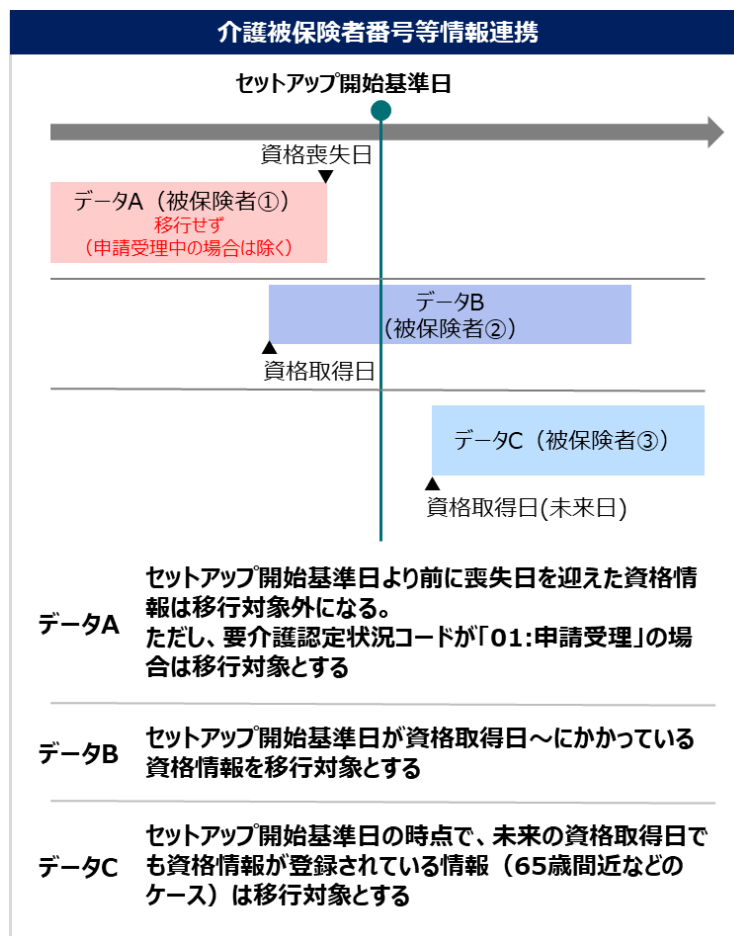 介護被保険者番号等情報連携
セットアップ開始基準日
資格喪失日
▼
データA（被保険者①）
移行せず
（申請受理中の場合は除く）
データB
（被保険者②）
▲
資格取得日
データC（被保険者③）
▲
資格取得日(未来日)
データA
セットアップ開始基準日より前に喪失日を迎えた資格情
報は移行対象外になる。
ただし、要介護認定状況コードが「01:申請受理」の場
合は移行対象とする
データB
セットアップ開始基準日が資格取得日～にかかっている
資格情報を移行対象とする
データC
セットアップ開始基準日の時点で、未来の資格取得日で
も資格情報が登録されている情報（65歳間近などの
ケース）は移行対象とする